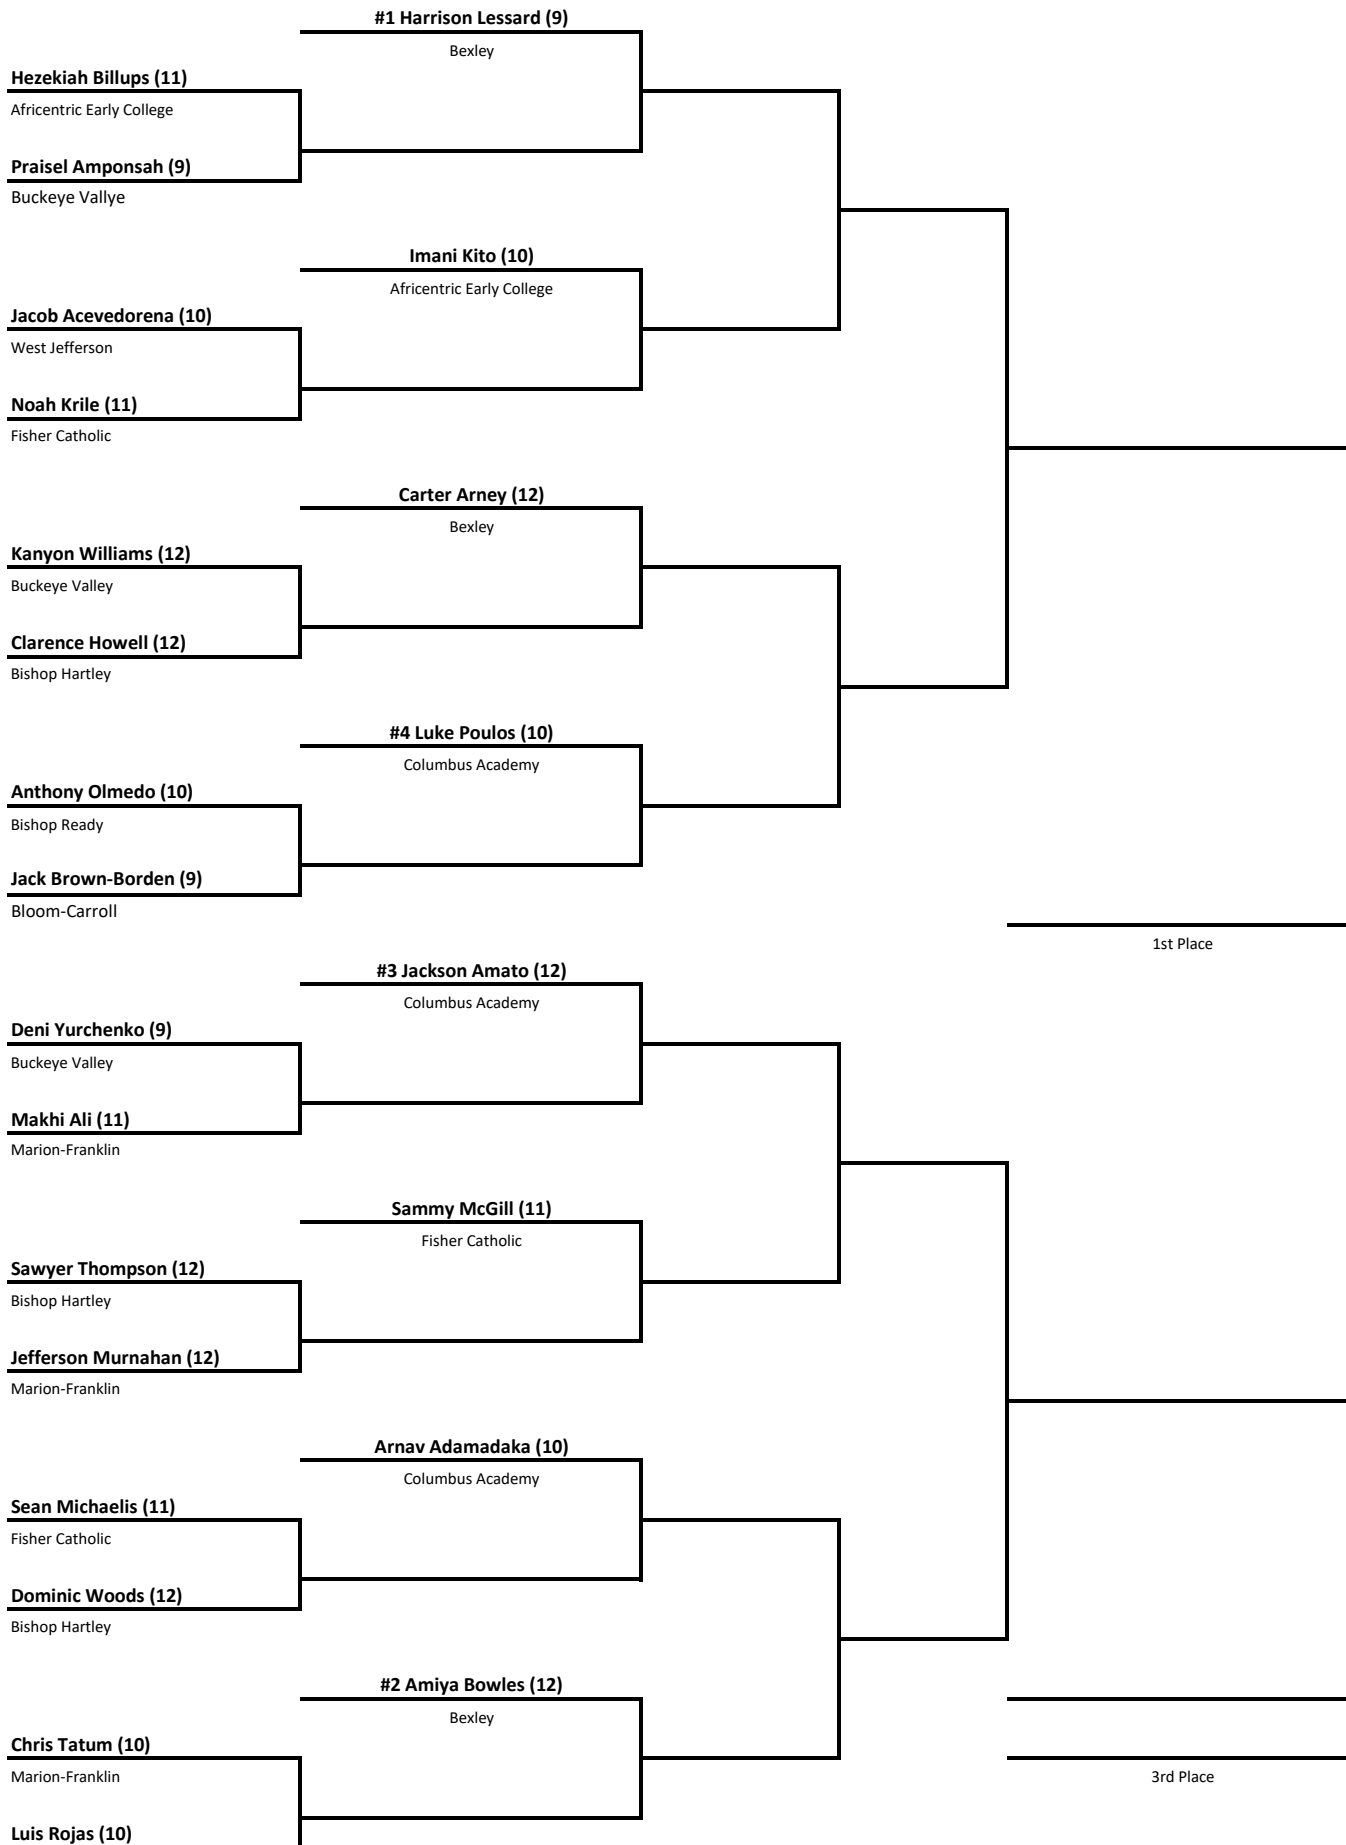 #1 Harrison Lessard (9)
Bexley
Hezekiah Billups (11)
Africentric Early College
Praisel Amponsah (9)
Buckeye Vallye
Imani Kito (10)
Africentric Early College
Jacob Acevedorena (10)
West Jefferson
Noah Krile (11)
Fisher Catholic
Carter Arney (12)
Bexley
Kanyon Williams (12)
Buckeye Valley
Clarence Howell (12)
Bishop Hartley
#4 Luke Poulos (10)
Columbus Academy
Anthony Olmedo (10)
Bishop Ready
Jack Brown-Borden (9)
Bloom-Carroll
1st Place
#3 Jackson Amato (12)
Columbus Academy
Deni Yurchenko (9)
Buckeye Valley
Makhi Ali (11)
Marion-Franklin
Sammy McGill (11)
Fisher Catholic
Sawyer Thompson (12)
Bishop Hartley
Jefferson Murnahan (12)
Marion-Franklin
Arnav Adamadaka (10)
Columbus Academy
Sean Michaelis (11)
Fisher Catholic
Dominic Woods (12)
Bishop Hartley
#2 Amiya Bowles (12)
Bexley
Chris Tatum (10)
Marion-Franklin
3rd Place
Luis Rojas (10)